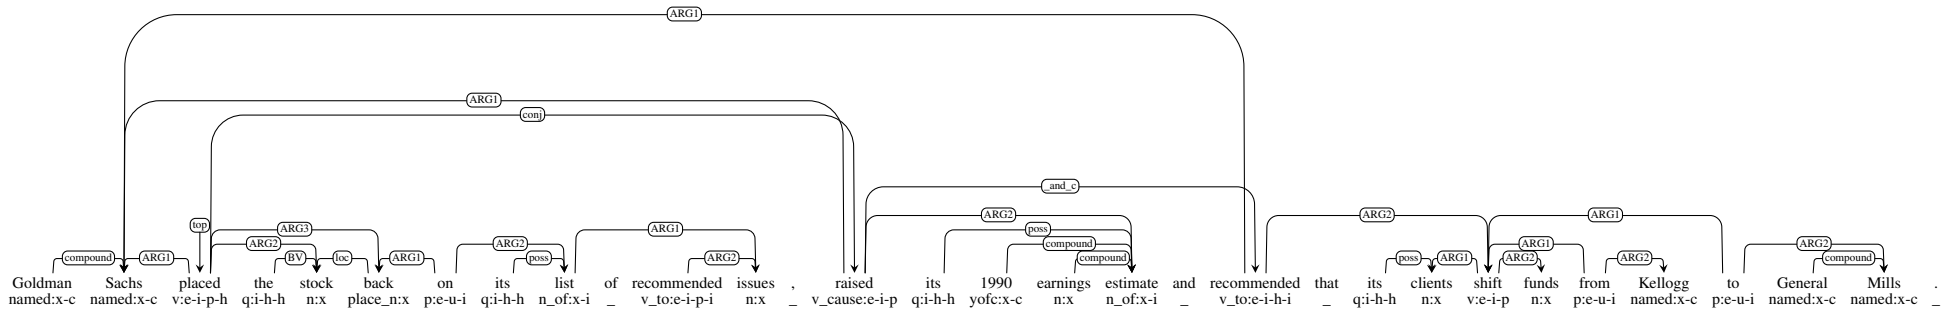 ARG1
ARG1
conj
_and_c
top ARG3 ARG2 ARG1 ARG2 poss ARG2 ARG1
ARG2 ARG2 compound ARG1 ARG2
compound ARG1 BV loc ARG1 poss ARG2 compound poss ARG1 ARG2 ARG2 compound
Goldman Sachs placed the stock back on its list of recommended issues , raised its 1990 earnings estimate and recommended that its clients shift funds from Kellogg to General Mills .
named:x-c named:x-c v:e-i-p-h q:i-h-h n:x place_n:x p:e-u-i q:i-h-h n_of:x-i _ v_to:e-i-p-i n:x _ v_cause:e-i-p q:i-h-h yofc:x-c n:x n_of:x-i _ v_to:e-i-h-i _ q:i-h-h n:x v:e-i-p n:x p:e-u-i named:x-c p:e-u-i named:x-c named:x-c _